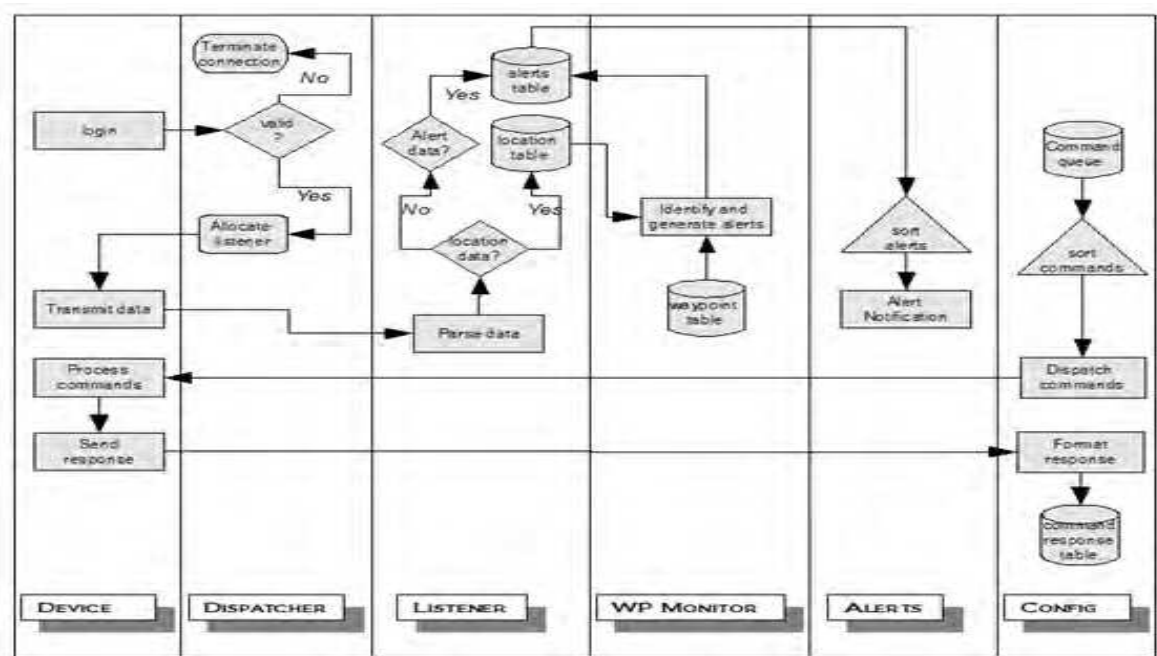 Terminate
connection
No
login
valid
?
Yes
Allocate
listener
Transmit data
Process
commands
Send
response
alerts
table
Yes
Alert
data?
location
table
No
Yes
location
data?
Parse data
Identify and
generate alerts
waypoint
table
sort
alerts
Alert
Notification
Command
queue
sort
commands
Dispatch
commands
Format
response
command
response
table
DEVICE
DISPATCHER
LISTENER
WP MONITOR
ALERTS
CONFIG